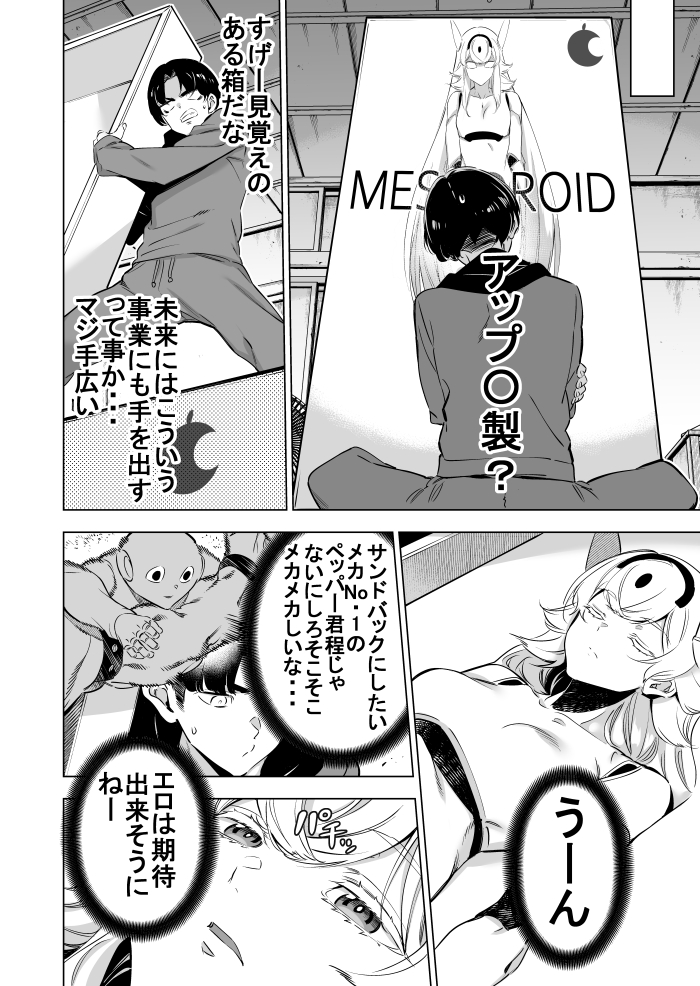 MES
ROID
アップ〇製？
すげー見覚えの
ある箱だな
未来にはこういう
事業にも手を出す
って事か・・
マジ手広い
うーん
サンドバックにしたい
メカNo.1の
ペッパー君程じゃ
ないにしろそこそこ
メカメカしいな・・
パチッ
エロは期待
出来そうに
ねー